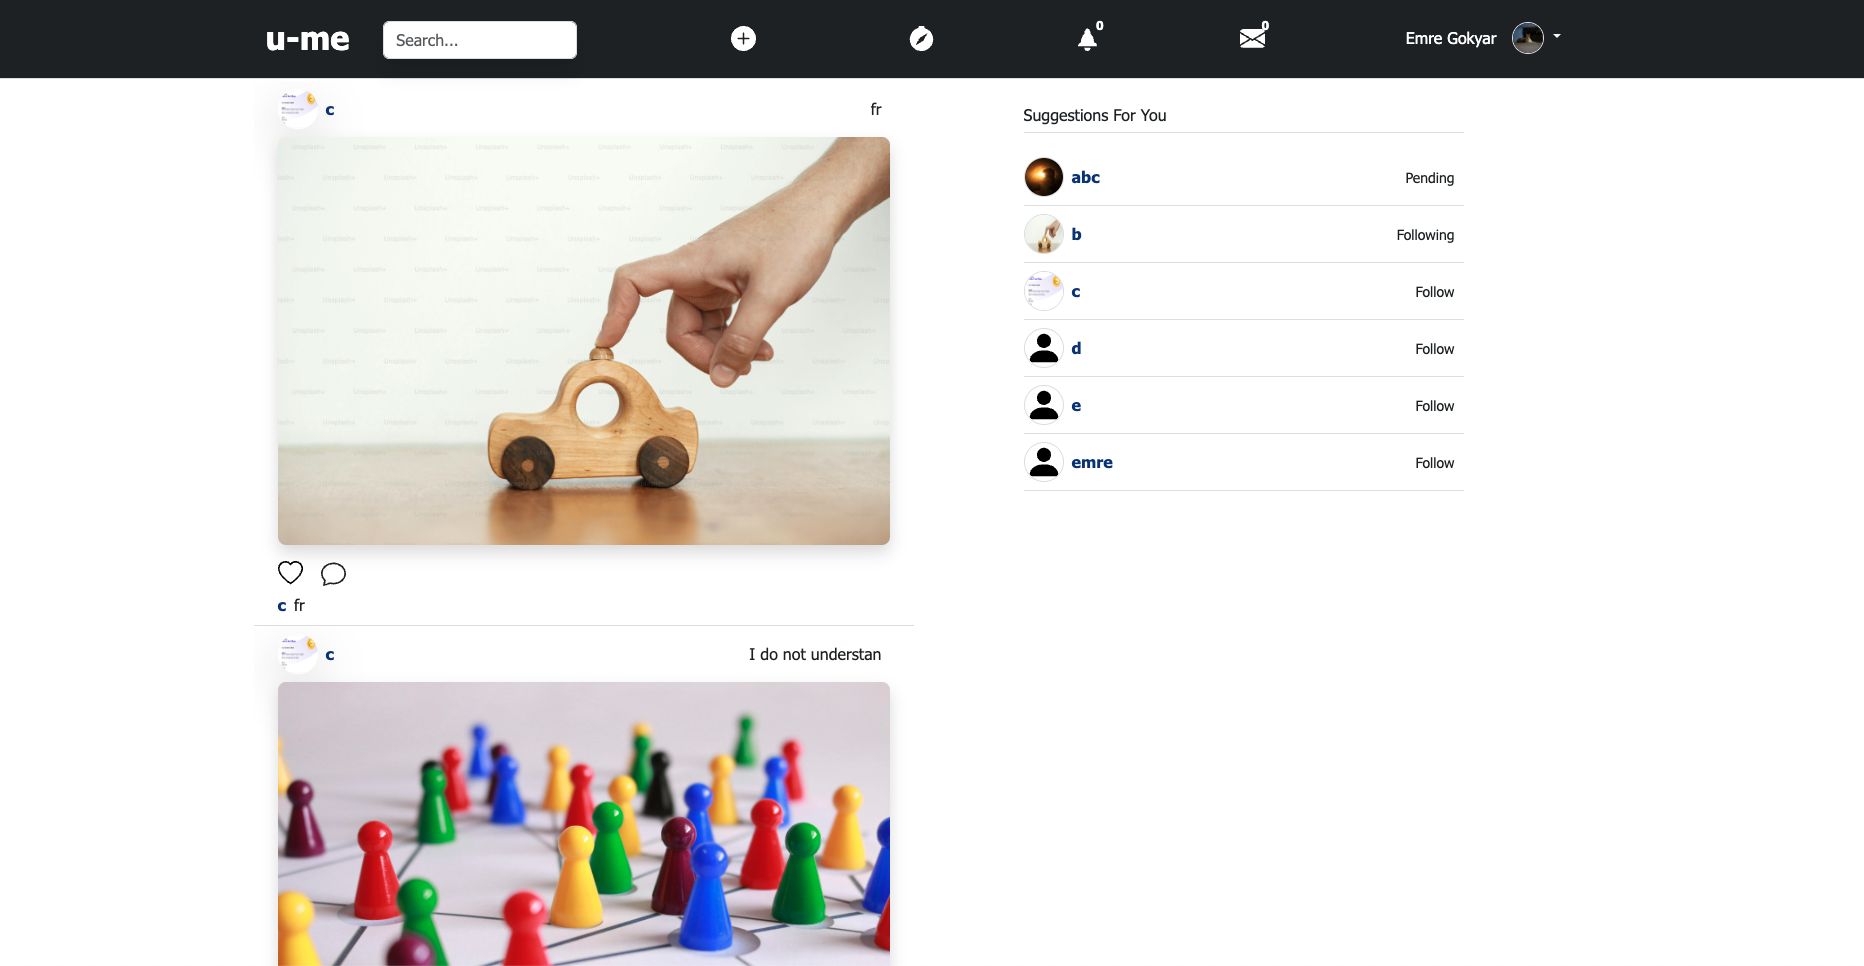 u-me
Search...
0
0
Emre Gokyar
c
fr
Suggestions For You
abc
Pending
b
Following
c
Follow
d
Follow
e
Follow
emre
Follow
c fr
c
I do not understan